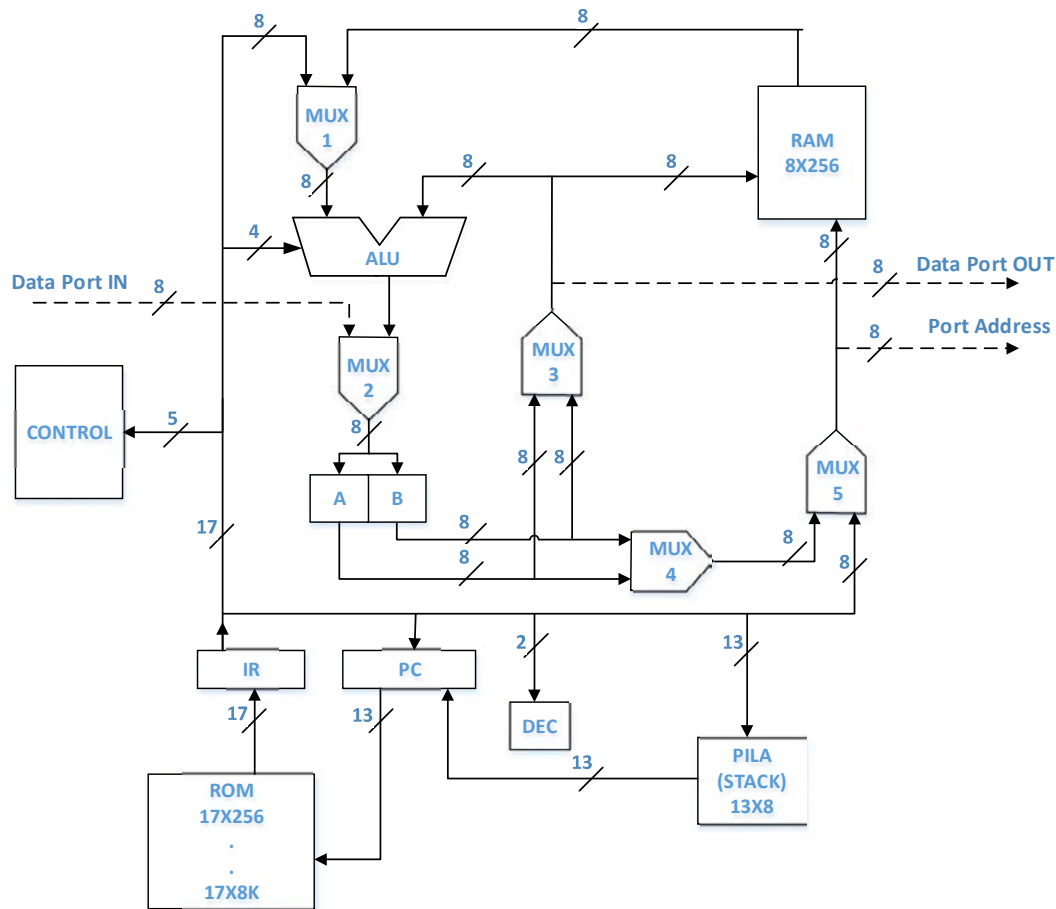 8
8
MUX
1
RAM
8X256
8
8
8
4
ALU
8
Data Port IN
8
Data Port OUT
8
Port Address
8
MUX
2
MUX
3
CONTROL
5
8
8
8
MUX
5
A
B
17
8
8
MUX
4
8
8
IR
PC
2
13
17
13
DEC
13
PILA
(STACK)
13X8
ROM
17X256
.
.
17X8K